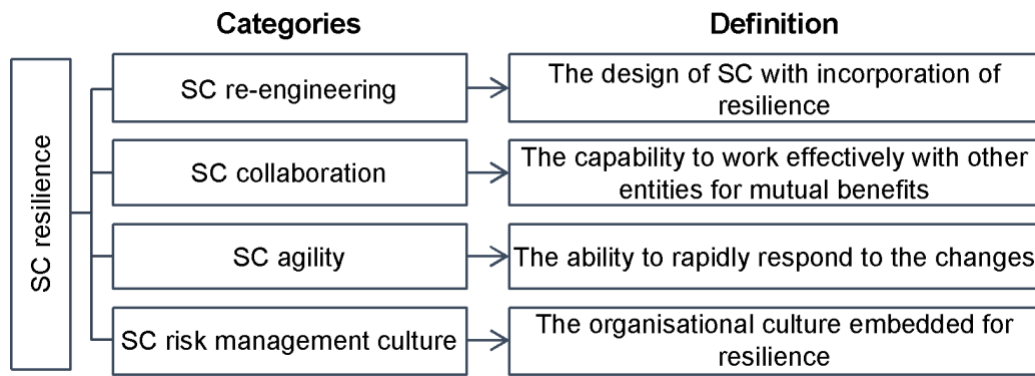 Categories
Definition
SC resilience
SC re-engineering
The design of SC with incorporation of
resilience
SC collaboration
The capability to work effectively with other
entities for mutual benefits
SC agility
The ability to rapidly respond to the changes
SC risk management culture
The organisational culture embedded for
resilience